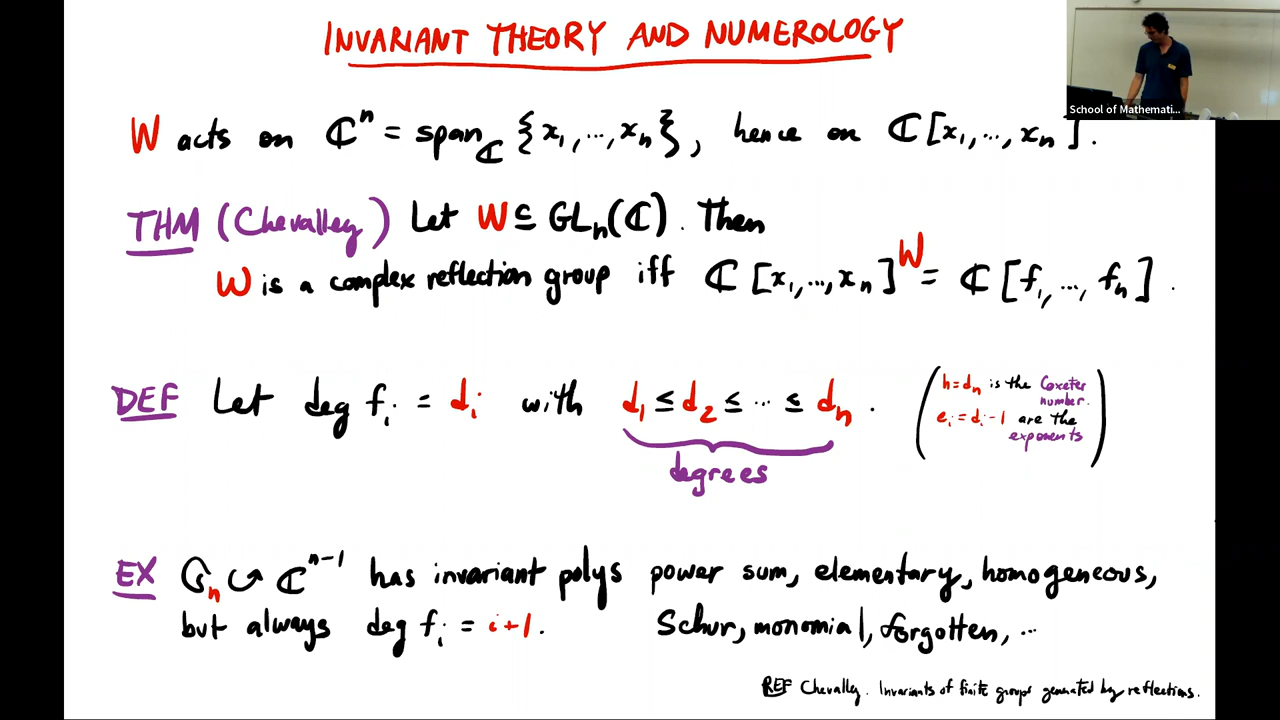 INVARIANT THEORY AND NUMEROLOGY
School of Mathemati...
W acts on ℂⁿ = span_ℂ {x₁,...,xₙ}, hence on ℂ[x₁,...,xₙ].
THM (Chevalley) Let W ⊆ GLₙ(ℂ). Then
W is a complex reflection group iff ℂ[x₁,...,xₙ]^W = ℂ[f₁,...,fₙ].
DEF Let deg fᵢ = dᵢ with d₁ ≤ d₂ ≤ ... ≤ dₙ.
degrees
(h=dₙ is the Coxeter
number.
eᵢ=dᵢ-1 are the
exponents)
EX 𝔖ₙ ↻ ℂⁿ⁻¹ has invariant polys power sum, elementary, homogeneous,
but always deg fᵢ = i+1. Schur, monomial, forgotten, ...
REF Chevalley. Invariants of finite groups generated by reflections.